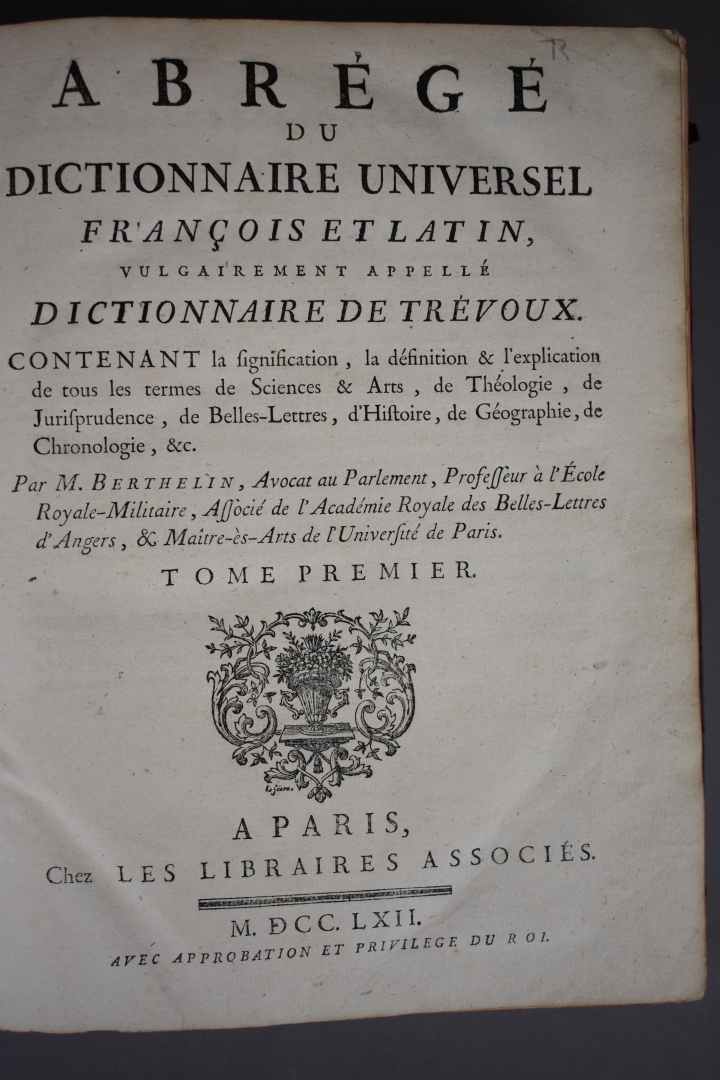 ABRÉGÉ
DU
DICTIONNAIRE UNIVERSEL
FRANÇOIS ET LATIN,
VULGAIREMENT APPELLÉ
DICTIONNAIRE DE TRÉVOUX.
CONTENANT la ſignification , la définition & l'explication
de tous les termes de Sciences & Arts , de Théologie , de
Juriſprudence , de Belles-Lettres , d'Hiſtoire , de Géographie, de
Chronologie , &c.
Par M. BERTHELIN, Avocat au Parlement, Profeſſeur à l'École
Royale-Militaire , Aſſocié de l'Académie Royale des Belles-Lettres
d'Angers , & Maître-ès-Arts de l'Univerſité de Paris.
TOME PREMIER.
A PARIS,
Chez LES LIBRAIRES ASSOCIÉS.
M. DCC. LXII.
AVEC APPROBATION ET PRIVILEGE DU ROI.